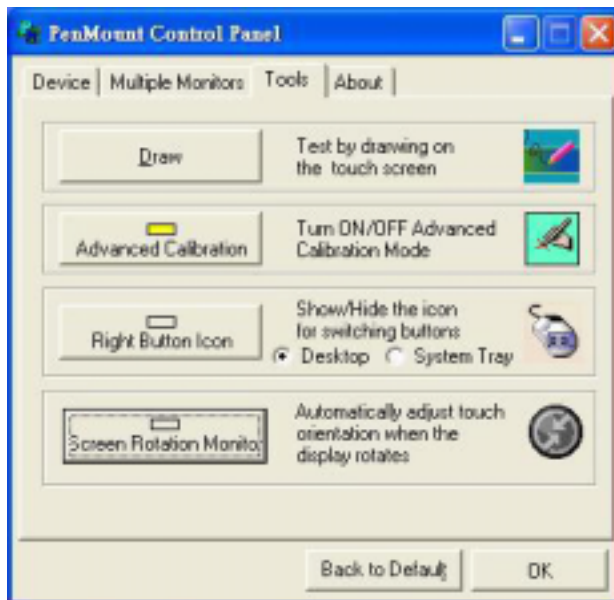 PenMount Control Panel
Device
Multiple Monitors
Tools
About
Draw
Test by drawing on
the touch screen
Advanced Calibration
Turn ON/OFF Advanced
Calibration Mode
Right Button Icon
Show/Hide the icon
for switching buttons
Desktop
System Tray
Screen Rotation Monito
Automatically adjust touch
orientation when the
display rotates
Back to Default
OK